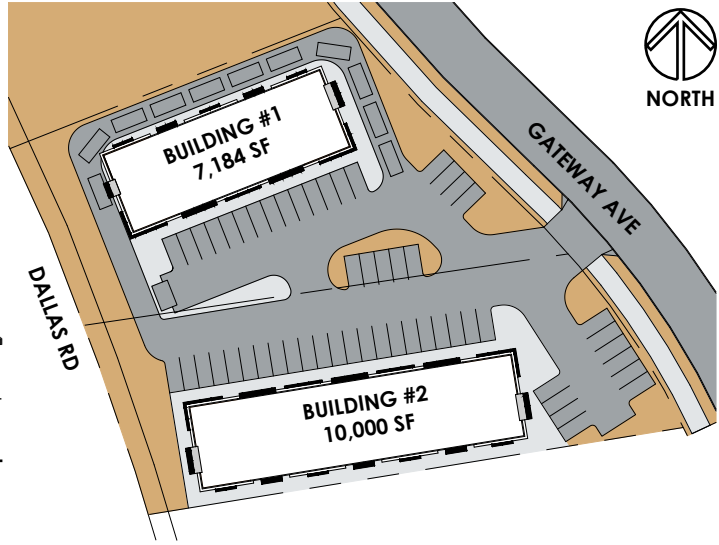 NORTH
GATEWAY AVE
BUILDING #1
7,184 SF
DALLAS RD
BUILDING #2
10,000 SF